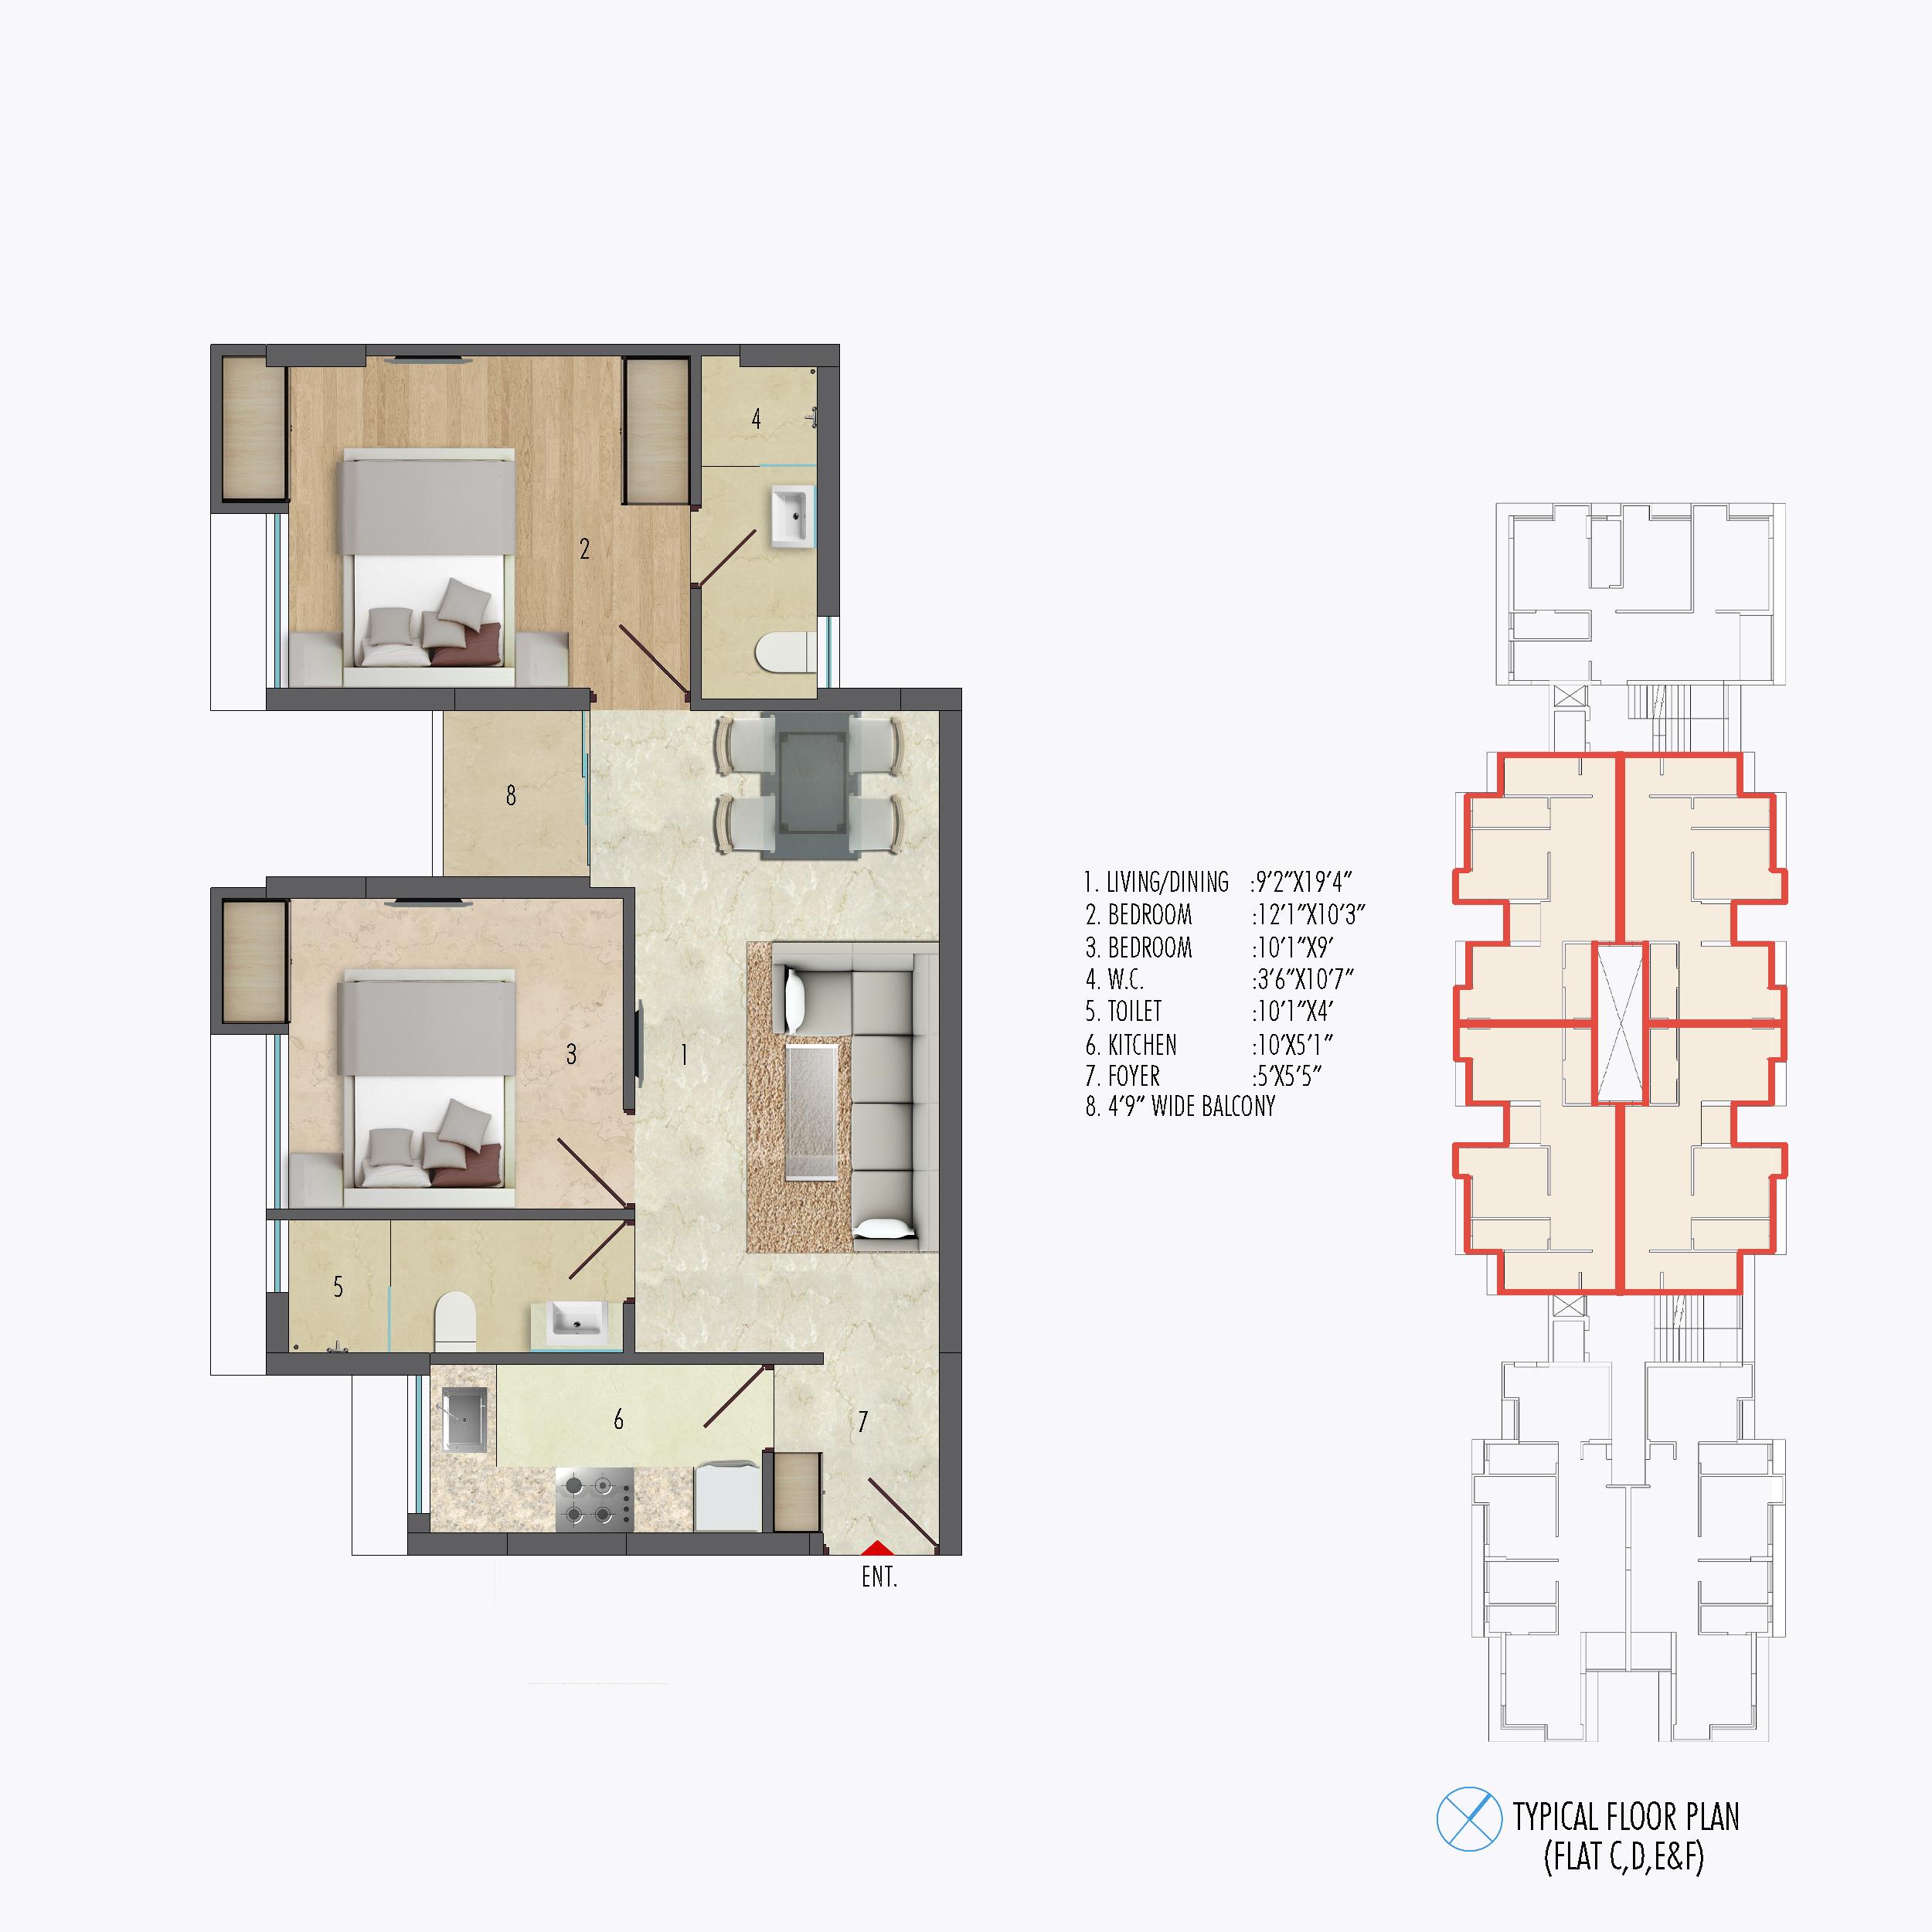 4
2
8
3
1
5
6
7
ENT.
1. LIVING/DINING :9'2"X19'4"
2. BEDROOM :12'1"X10'3"
3. BEDROOM :10'1"X9'
4. W.C. :3'6"X10'7"
5. TOILET :10'1"X4'
6. KITCHEN :10'X5'1"
7. FOYER :5'X5'5"
8. 4'9" WIDE BALCONY
TYPICAL FLOOR PLAN
(FLAT C,D,E&F)